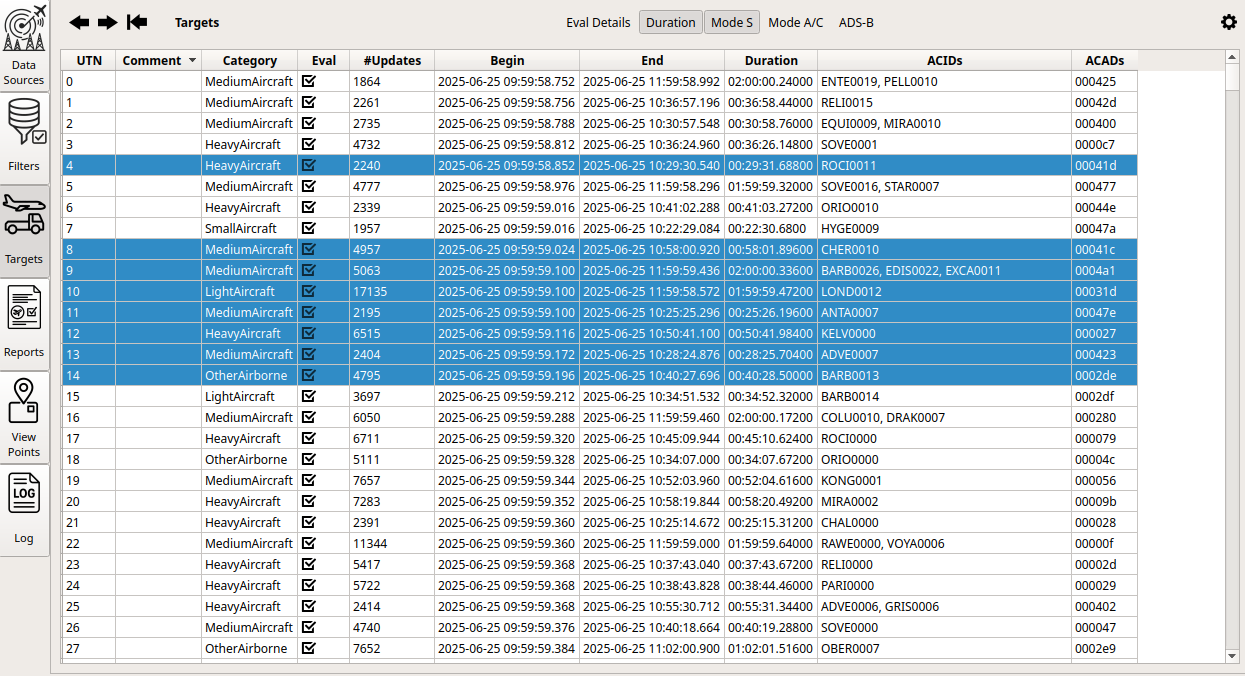 Targets Eval Details Duration Mode S Mode A/C ADS-B
Data
Sources
Filters
Targets
Reports
View
Points
LOG
Log
UTN Comment Category Eval #Updates Begin End Duration ACIDs ACADs
0 MediumAircraft 1864 2025-06-25 09:59:58.752 2025-06-25 11:59:58.992 02:00:00.24000 ENTE0019, PELL0010 000425
1 MediumAircraft 2261 2025-06-25 09:59:58.756 2025-06-25 10:36:57.196 00:36:58.44000 RELI0015 00042d
2 MediumAircraft 2735 2025-06-25 09:59:58.788 2025-06-25 10:30:57.548 00:30:58.76000 EQUI0009, MIRA0010 000400
3 HeavyAircraft 4732 2025-06-25 09:59:58.812 2025-06-25 10:36:24.960 00:36:26.14800 SOVE0001 0000c7
4 HeavyAircraft 2240 2025-06-25 09:59:58.852 2025-06-25 10:29:30.540 00:29:31.68800 ROCI0011 00041d
5 MediumAircraft 4777 2025-06-25 09:59:58.976 2025-06-25 11:59:58.296 01:59:59.32000 SOVE0016, STAR0007 000477
6 HeavyAircraft 2339 2025-06-25 09:59:59.016 2025-06-25 10:41:02.288 00:41:03.27200 ORIO0010 00044e
7 SmallAircraft 1957 2025-06-25 09:59:59.016 2025-06-25 10:22:29.084 00:22:30.6800 HYGE0009 00047a
8 MediumAircraft 4957 2025-06-25 09:59:59.024 2025-06-25 10:58:00.920 00:58:01.89600 CHER0010 00041c
9 MediumAircraft 5063 2025-06-25 09:59:59.100 2025-06-25 11:59:59.436 02:00:00.33600 BARB0026, EDIS0022, EXCA0011 0004a1
10 LightAircraft 17135 2025-06-25 09:59:59.100 2025-06-25 11:59:58.572 01:59:59.47200 LOND0012 00031d
11 MediumAircraft 2195 2025-06-25 09:59:59.100 2025-06-25 10:25:25.296 00:25:26.19600 ANTA0007 00047e
12 HeavyAircraft 6515 2025-06-25 09:59:59.116 2025-06-25 10:50:41.100 00:50:41.98400 KELV0000 000027
13 MediumAircraft 2404 2025-06-25 09:59:59.172 2025-06-25 10:28:24.876 00:28:25.70400 ADVE0007 000423
14 OtherAirborne 4795 2025-06-25 09:59:59.196 2025-06-25 10:40:27.696 00:40:28.50000 BARB0013 0002de
15 LightAircraft 3697 2025-06-25 09:59:59.212 2025-06-25 10:34:51.532 00:34:52.32000 BARB0014 0002df
16 MediumAircraft 6050 2025-06-25 09:59:59.288 2025-06-25 11:59:59.460 02:00:00.17200 COLU0010, DRAK0007 000280
17 HeavyAircraft 6711 2025-06-25 09:59:59.320 2025-06-25 10:45:09.944 00:45:10.62400 ROCI0000 000079
18 OtherAirborne 5111 2025-06-25 09:59:59.328 2025-06-25 10:34:07.000 00:34:07.67200 ORIO0000 00004c
19 MediumAircraft 7657 2025-06-25 09:59:59.344 2025-06-25 10:52:03.960 00:52:04.61600 KONG0001 000056
20 HeavyAircraft 7283 2025-06-25 09:59:59.352 2025-06-25 10:58:19.844 00:58:20.49200 MIRA0002 00009b
21 HeavyAircraft 2391 2025-06-25 09:59:59.360 2025-06-25 10:25:14.672 00:25:15.31200 CHAL0000 000028
22 MediumAircraft 11344 2025-06-25 09:59:59.360 2025-06-25 11:59:59.000 01:59:59.64000 RAWE0000, VOYA0006 00000f
23 HeavyAircraft 5417 2025-06-25 09:59:59.368 2025-06-25 10:37:43.040 00:37:43.67200 RELI0000 00002d
24 HeavyAircraft 5722 2025-06-25 09:59:59.368 2025-06-25 10:38:43.828 00:38:44.46000 PARI0000 000029
25 HeavyAircraft 2414 2025-06-25 09:59:59.368 2025-06-25 10:55:30.712 00:55:31.34400 ADVE0006, GRIS0006 000402
26 MediumAircraft 4740 2025-06-25 09:59:59.376 2025-06-25 10:40:18.664 00:40:19.28800 SOVE0000 000047
27 OtherAirborne 7652 2025-06-25 09:59:59.384 2025-06-25 11:02:00.900 01:02:01.51600 OBER0007 0002e9